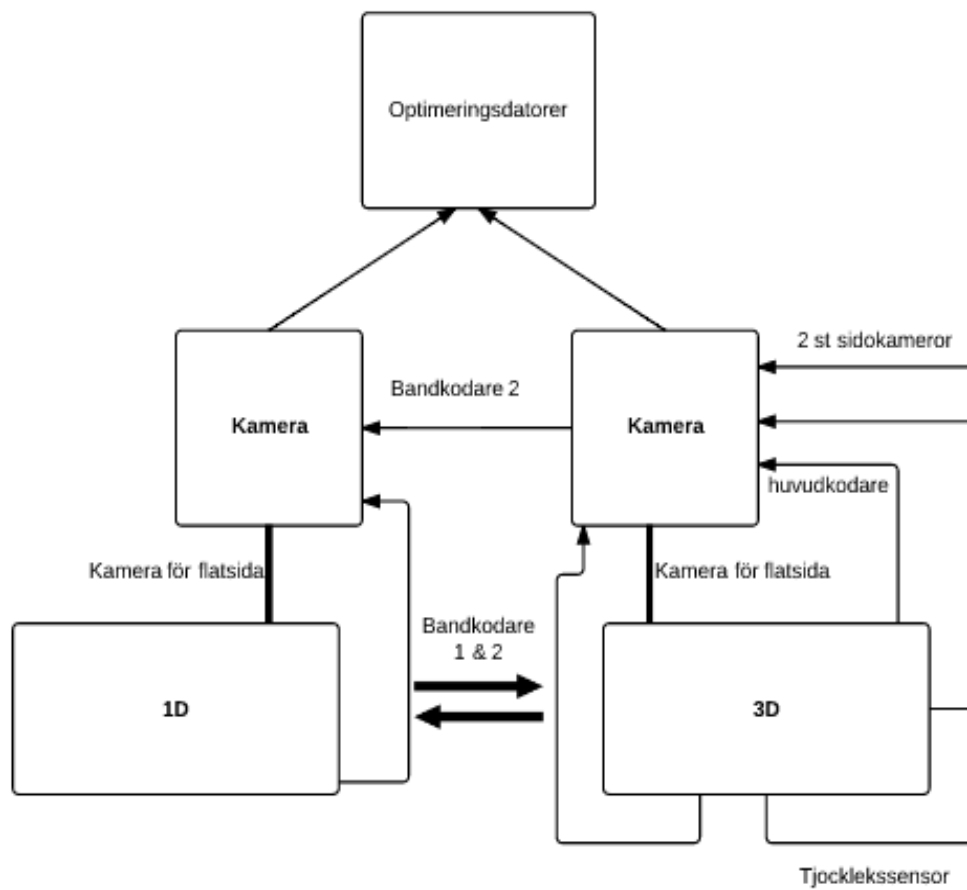 Optimeringsdatorer
2 st sidokameror
Bandkodare 2
Kamera
Kamera
huvudkodare
Kamera för flatsida
Kamera för flatsida
Bandkodare
1 & 2
1D
3D
Tjocklekssensor